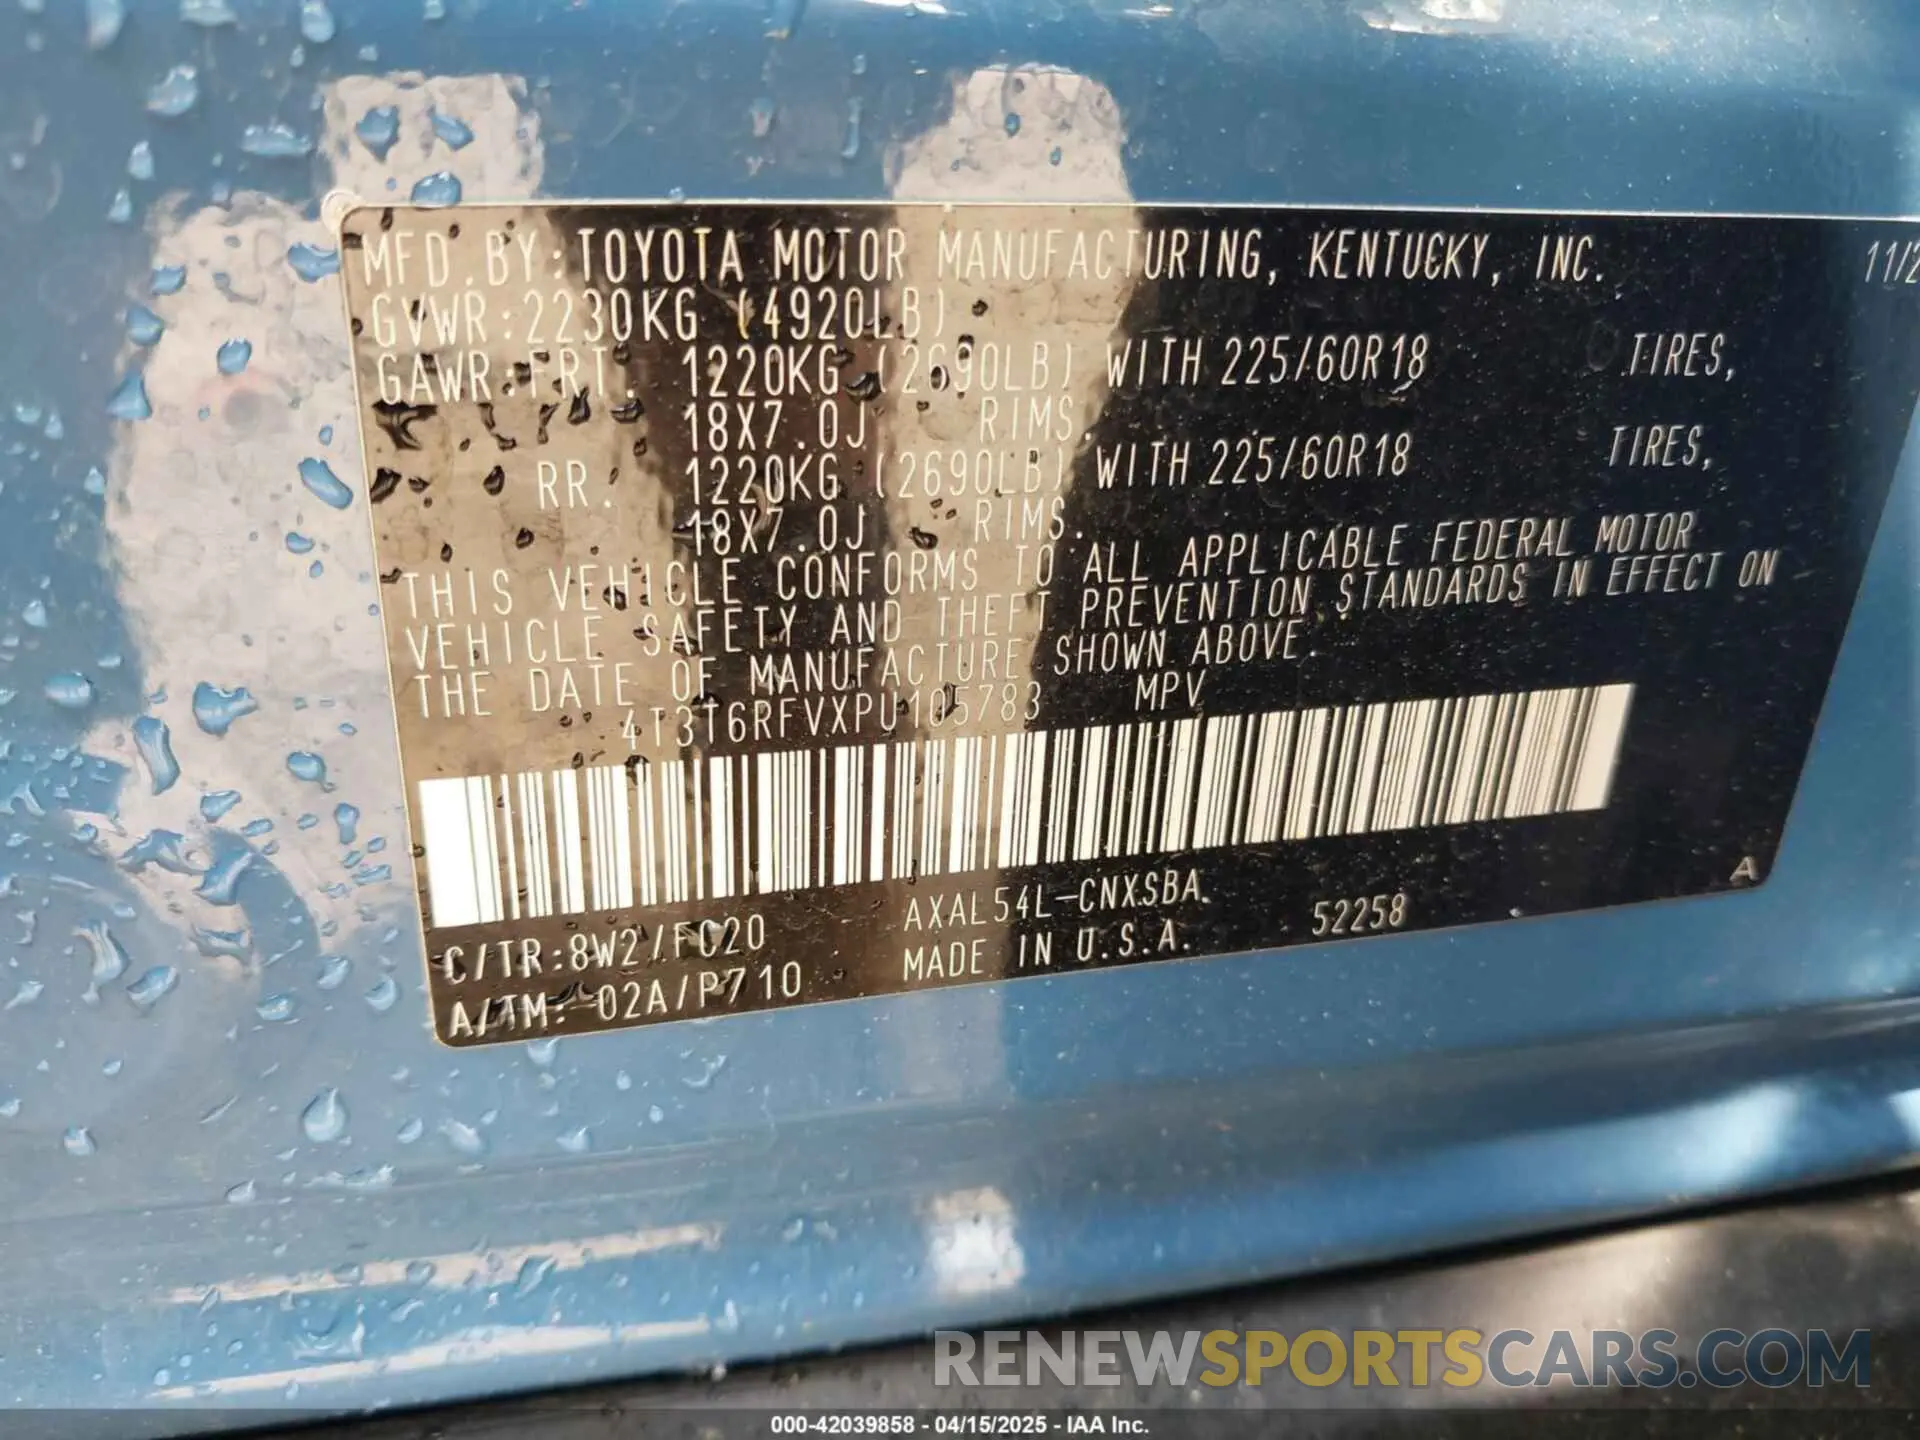 MFD. BY: TOYOTA MOTOR MANUFACTURING, KENTUCKY, INC. 11/2
GVWR: 2230KG (4920LB)
GAWR: FRT. 1220KG (2690LB) WITH 225/60R18 TIRES,
18X7.0J RIMS.
RR. 1220KG (2690LB) WITH 225/60R18 TIRES,
18X7.0J RIMS.
THIS VEHICLE CONFORMS TO ALL APPLICABLE FEDERAL MOTOR
VEHICLE SAFETY AND THEFT PREVENTION STANDARDS IN EFFECT ON
THE DATE OF MANUFACTURE SHOWN ABOVE.
4T3T6RFVXPU105783 MPV
C/TR: 8W2/FC20 AXAL54L-CNXSBA 52258 A
A/TM: -02A/P710 MADE IN U.S.A.
RENEWSPORTSCARS.COM
000-42039858 - 04/15/2025 - IAA Inc.